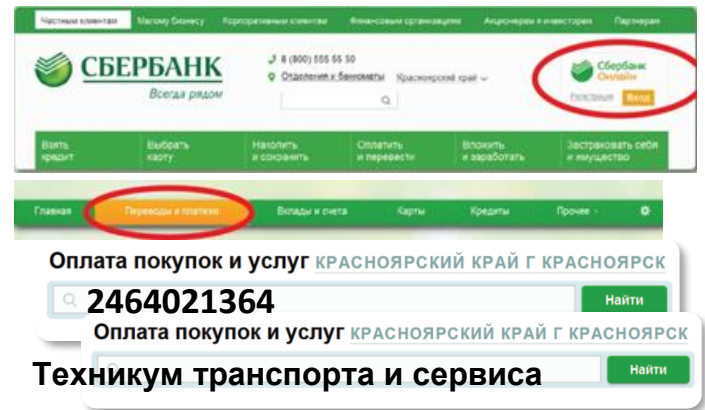 Частным клиентам Малому бизнесу Корпоративным клиентам Финансовым организациям Акционерам и инвесторам Партнерам
СБЕРБАНК
Всегда рядом
8 (800) 555 55 50
Отделения и банкоматы Красноярский край
Сбербанк
Онлайн
Регистрация Вход
Взять кредит
Выбрать карту
Накопить и сохранить
Оплатить и перевести
Вложить и заработать
Застраховать себя и имущество
Главная Переводы и платежи Вклады и счета Карты Кредиты Прочее
Оплата покупок и услуг КРАСНОЯРСКИЙ КРАЙ Г КРАСНОЯРСК
2464021364 Найти
Оплата покупок и услуг КРАСНОЯРСКИЙ КРАЙ Г КРАСНОЯРСК
Техникум транспорта и сервиса Найти